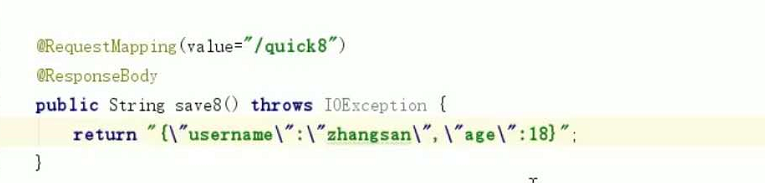 @RequestMapping(value="/quick8")
@ResponseBody
public String save8() throws IOException {
return "{\"username\":\"zhangsan\",\"age\":18}";
}